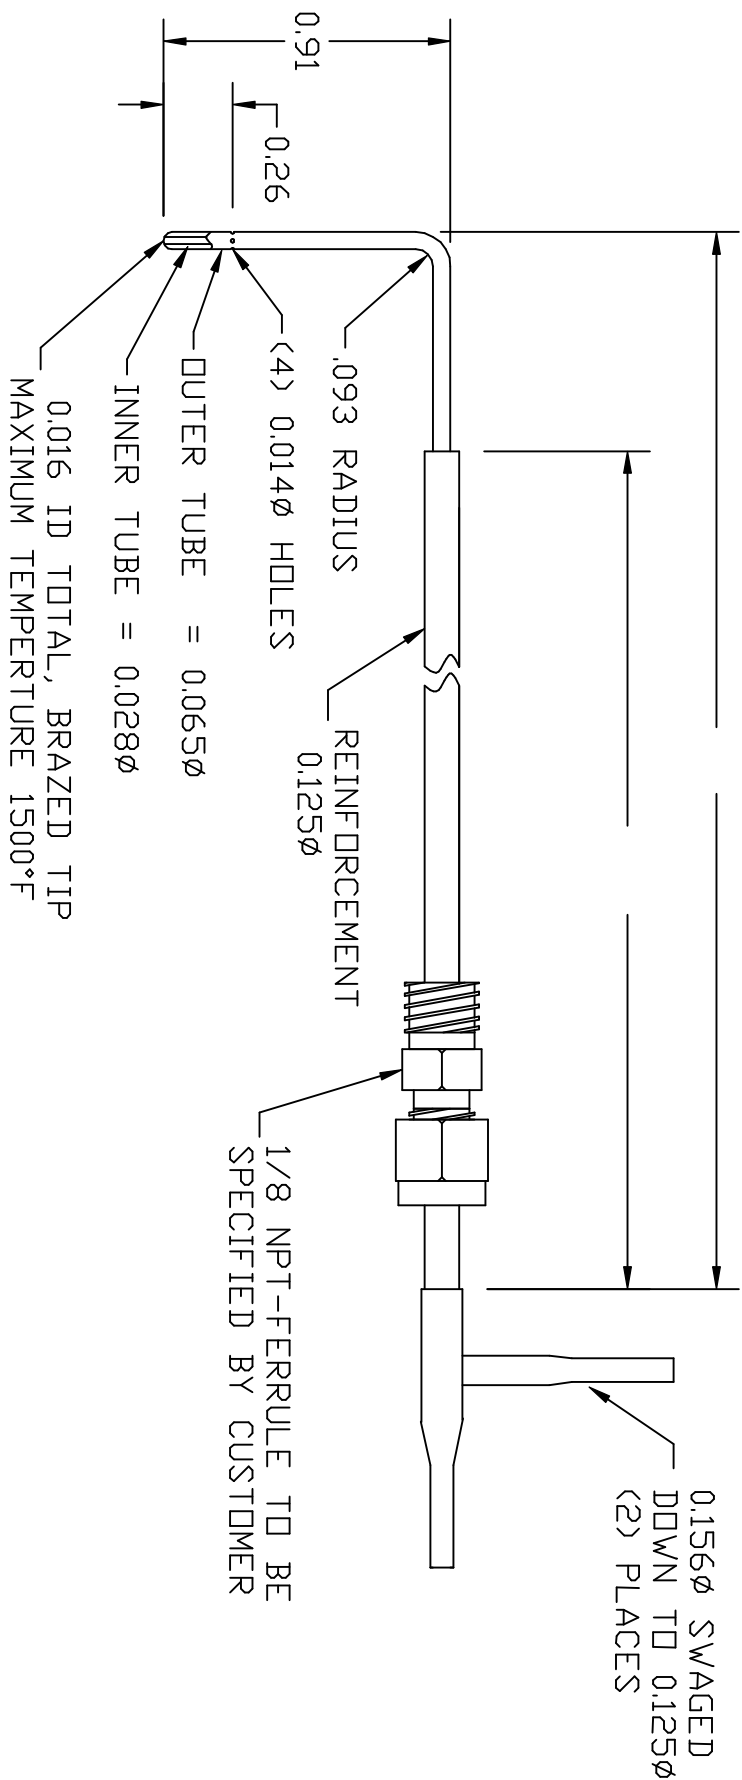 0.156Ø SWAGED
DOWN TO 0.125Ø
(2) PLACES
0.91
0.26
.093 RADIUS
(4) 0.014Ø HOLES
OUTER TUBE = 0.065Ø
INNER TUBE = 0.028Ø
0.016 ID TOTAL, BRAZED TIP
MAXIMUM TEMPERTURE 1500°F
REINFORCEMENT
0.125Ø
1/8 NPT-FERRULE TO BE
SPECIFIED BY CUSTOMER